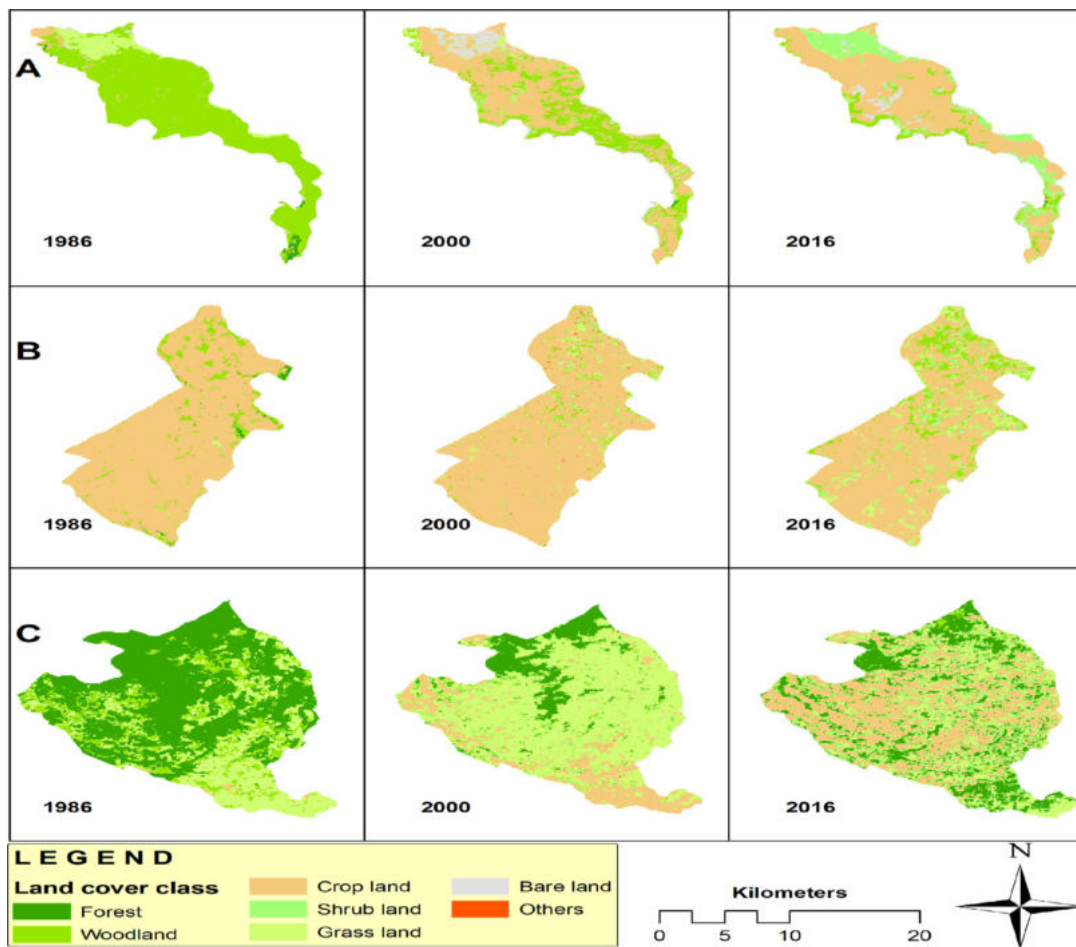 A
1986
2000
2016
B
1986
2000
2016
C
1986
2000
2016
LEGEND
Land cover class
Forest
Woodland
Crop land
Shrub land
Grass land
Bare land
Others
Kilometers
0 5 10 20
N